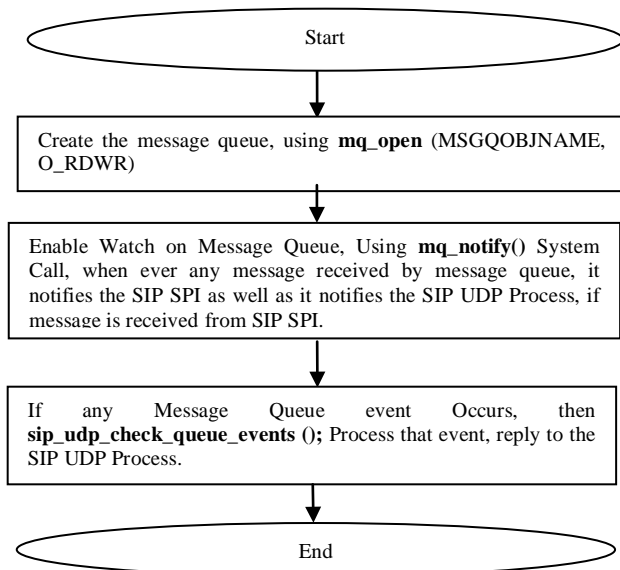 Start
Create the message queue, using mq_open (MSGQOBJNAME,
O_RDWR)
Enable Watch on Message Queue, Using mq_notify() System
Call, when ever any message received by message queue, it
notifies the SIP SPI as well as it notifies the SIP UDP Process, if
message is received from SIP SPI.
If any Message Queue event Occurs, then
sip_udp_check_queue_events (); Process that event, reply to the
SIP UDP Process.
End